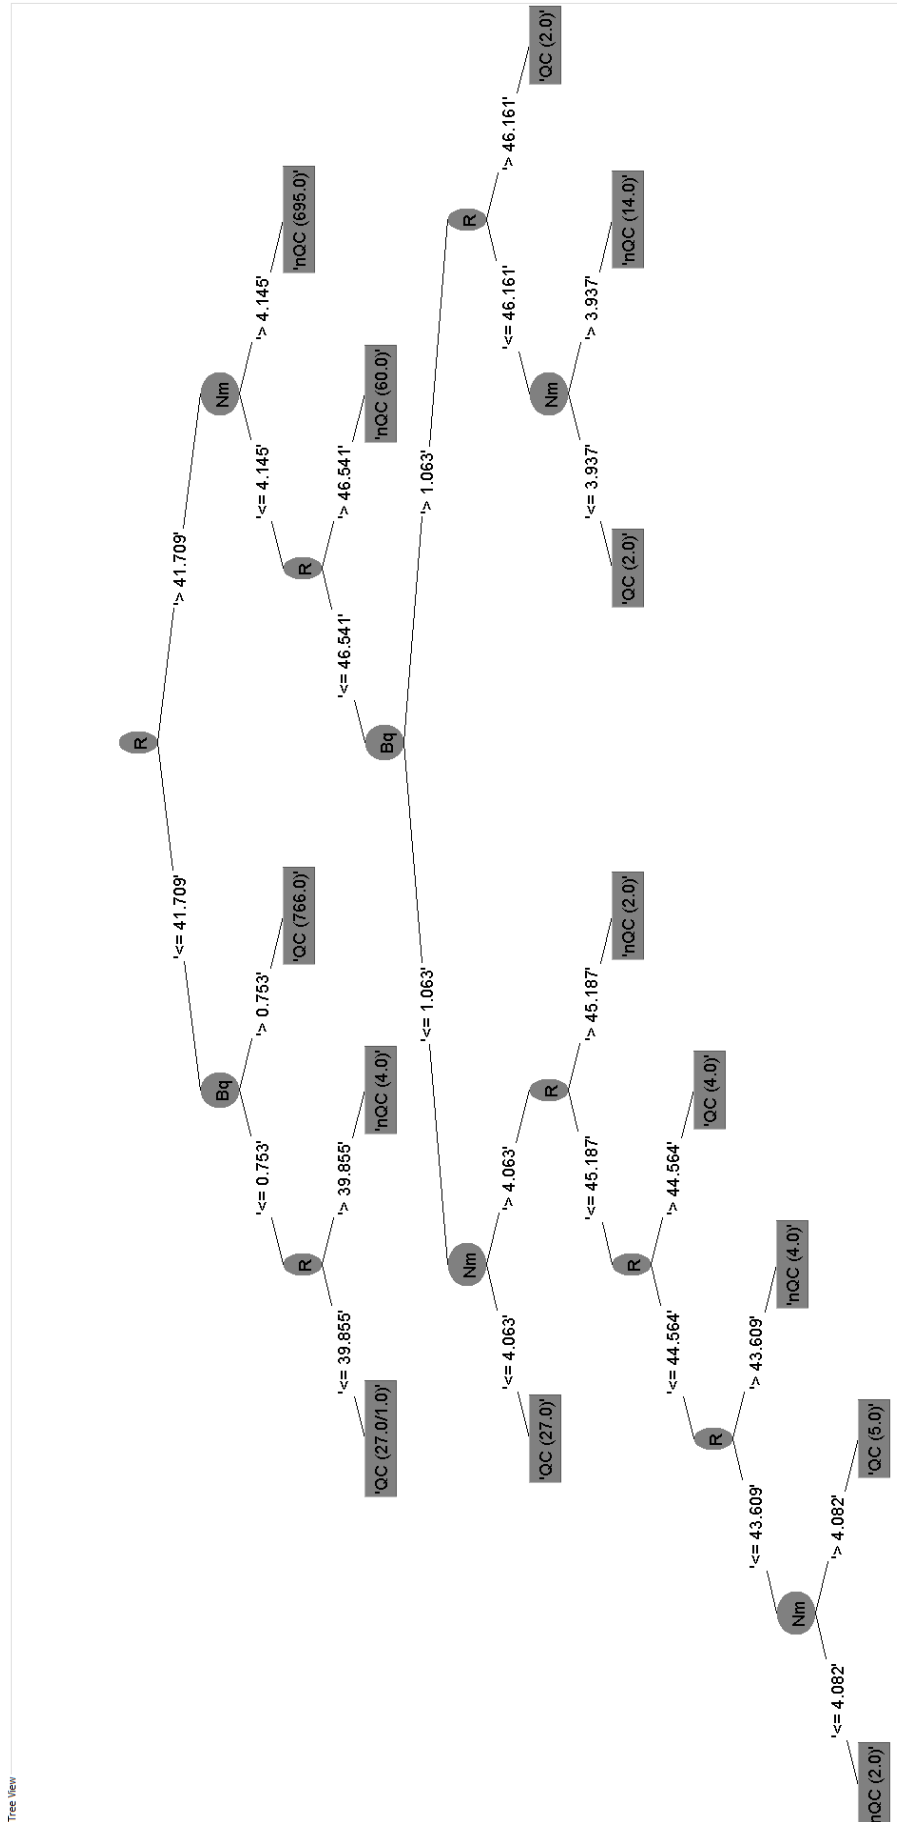 Tree View
R
'<= 41.709' '> 41.709'
Bq Nm
'<= 0.753' '> 0.753' '<= 4.145' '> 4.145'
R 'QC (766.0)' R 'nQC (695.0)'
'<= 39.855' '> 39.855' '<= 46.541' '> 46.541'
'QC (27.0/1.0)' 'nQC (4.0)' Bq 'nQC (60.0)'
'<= 1.063' '> 1.063'
Nm R
'<= 4.063' '> 4.063' '<= 46.161' '> 46.161'
'QC (27.0)' R Nm 'QC (2.0)'
'<= 45.187' '> 45.187' '<= 3.937' '> 3.937'
R 'nQC (2.0)' 'QC (2.0)' 'nQC (14.0)'
'<= 44.564' '> 44.564'
R 'QC (4.0)'
'<= 43.609' '> 43.609'
Nm 'nQC (4.0)'
'<= 4.082' '> 4.082'
nQC (2.0)' 'QC (5.0)'